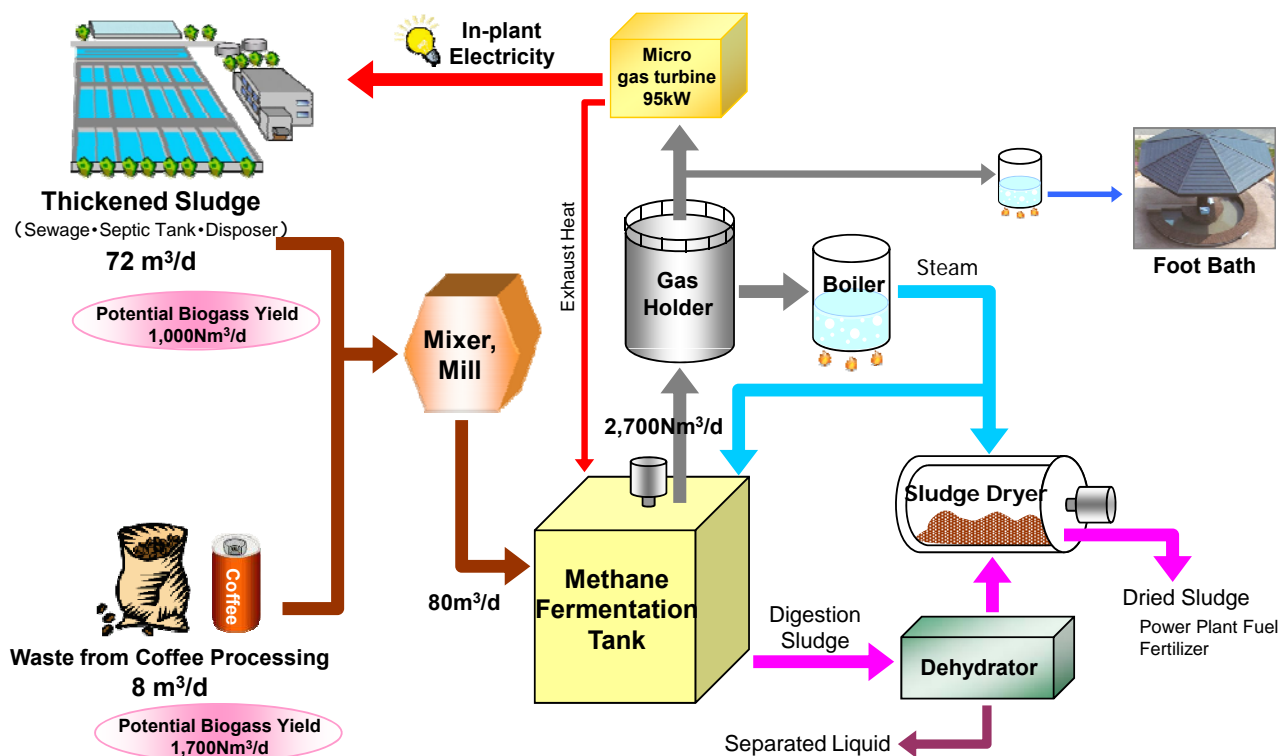 In-plant
Electricity
Micro
gas turbine
95kW
Thickened Sludge
(Sewage・Septic Tank・Disposer)
72 m³/d
Potential Biogass Yield
1,000Nm³/d
Exhaust Heat
Gas
Holder
Boiler
Steam
Foot Bath
Mixer,
Mill
2,700Nm³/d
Sludge Dryer
Coffee
80m³/d
Methane
Fermentation
Tank
Digestion
Sludge
Dehydrator
Dried Sludge
Power Plant Fuel
Fertilizer
Waste from Coffee Processing
8 m³/d
Potential Biogass Yield
1,700Nm³/d
Separated Liquid